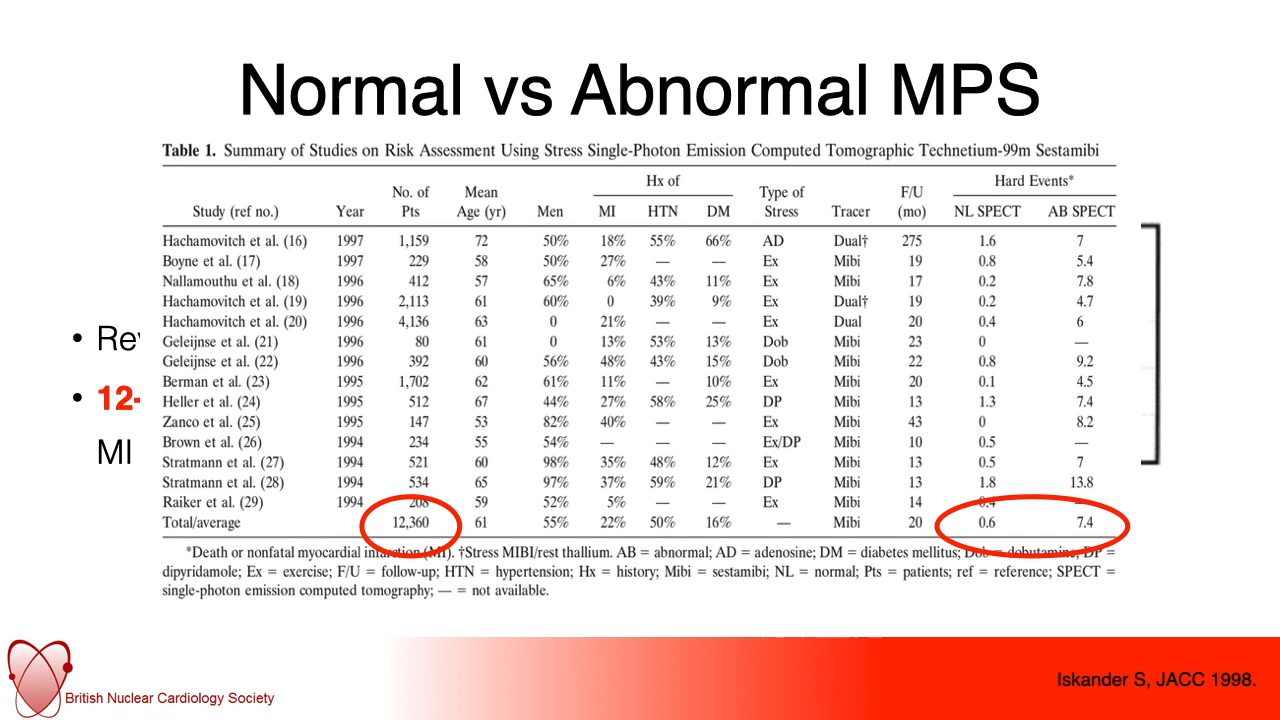 Normal vs Abnormal MPS
Table 1. Summary of Studies on Risk Assessment Using Stress Single-Photon Emission Computed Tomographic Technetium-99m Sestamibi
Hx of Hard Events*
No. of Mean Type of F/U
Study (ref no.) Year Pts Age (yr) Men MI HTN DM Stress Tracer (mo) NL SPECT AB SPECT
Hachamovitch et al. (16) 1997 1,159 72 50% 18% 55% 66% AD Dual† 275 1.6 7
Boyne et al. (17) 1997 229 58 50% 27% — — Ex Mibi 19 0.8 5.4
Nallamouthu et al. (18) 1996 412 57 65% 6% 43% 11% Ex Mibi 17 0.2 7.8
Hachamovitch et al. (19) 1996 2,113 61 60% 0 39% 9% Ex Dual† 19 0.2 4.7
Hachamovitch et al. (20) 1996 4,136 63 0 21% — — Ex Dual 20 0.4 6
Geleijnse et al. (21) 1996 80 61 0 13% 53% 13% Dob Mibi 23 0 —
• Rev
Geleijnse et al. (22) 1996 392 60 56% 48% 43% 15% Dob Mibi 22 0.8 9.2
Berman et al. (23) 1995 1,702 62 61% 11% — 10% Ex Mibi 20 0.1 4.5
• 12-
Heller et al. (24) 1995 512 67 44% 27% 58% 25% DP Mibi 13 1.3 7.4
Zanco et al. (25) 1995 147 53 82% 40% — — Ex Mibi 43 0 8.2
Brown et al. (26) 1994 234 55 54% — — — Ex/DP Mibi 10 0.5 —
MI
Stratmann et al. (27) 1994 521 60 98% 35% 48% 12% Ex Mibi 13 0.5 7
Stratmann et al. (28) 1994 534 65 97% 37% 59% 21% DP Mibi 13 1.8 13.8
Raiker et al. (29) 1994 208 59 52% 5% — — Ex Mibi 14 0.4 —
Total/average 12,360 61 55% 22% 50% 16% — Mibi 20 0.6 7.4
*Death or nonfatal myocardial infarction (MI). †Stress MIBI/rest thallium. AB = abnormal; AD = adenosine; DM = diabetes mellitus; Dob = dobutamine; DP =
dipyridamole; Ex = exercise; F/U = follow-up; HTN = hypertension; Hx = history; Mibi = sestamibi; NL = normal; Pts = patients; ref = reference; SPECT =
single-photon emission computed tomography; — = not available.
Iskander S, JACC 1998.
British Nuclear Cardiology Society